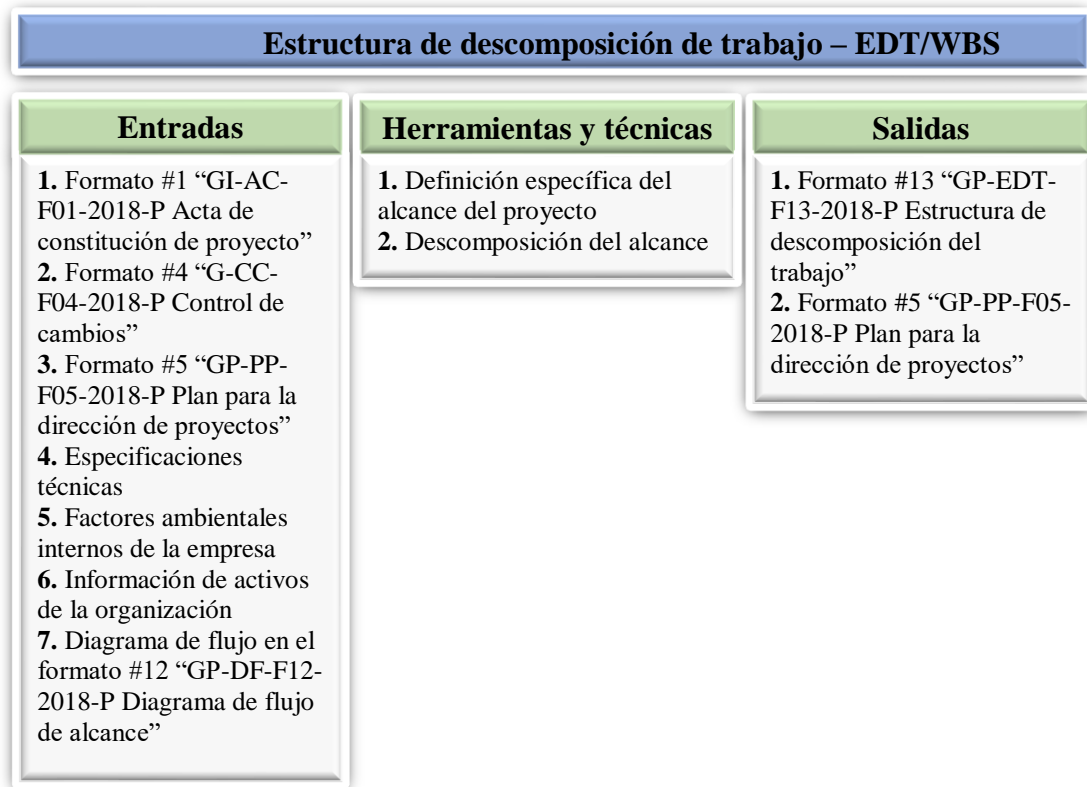 Estructura de descomposición de trabajo – EDT/WBS
Entradas
1. Formato #1 “GI-AC-
F01-2018-P Acta de
constitución de proyecto”
2. Formato #4 “G-CC-
F04-2018-P Control de
cambios”
3. Formato #5 “GP-PP-
F05-2018-P Plan para la
dirección de proyectos”
4. Especificaciones
técnicas
5. Factores ambientales
internos de la empresa
6. Información de activos
de la organización
7. Diagrama de flujo en el
formato #12 “GP-DF-F12-
2018-P Diagrama de flujo
de alcance”
Herramientas y técnicas
1. Definición específica del
alcance del proyecto
2. Descomposición del alcance
Salidas
1. Formato #13 “GP-EDT-
F13-2018-P Estructura de
descomposición del
trabajo”
2. Formato #5 “GP-PP-F05-
2018-P Plan para la
dirección de proyectos”